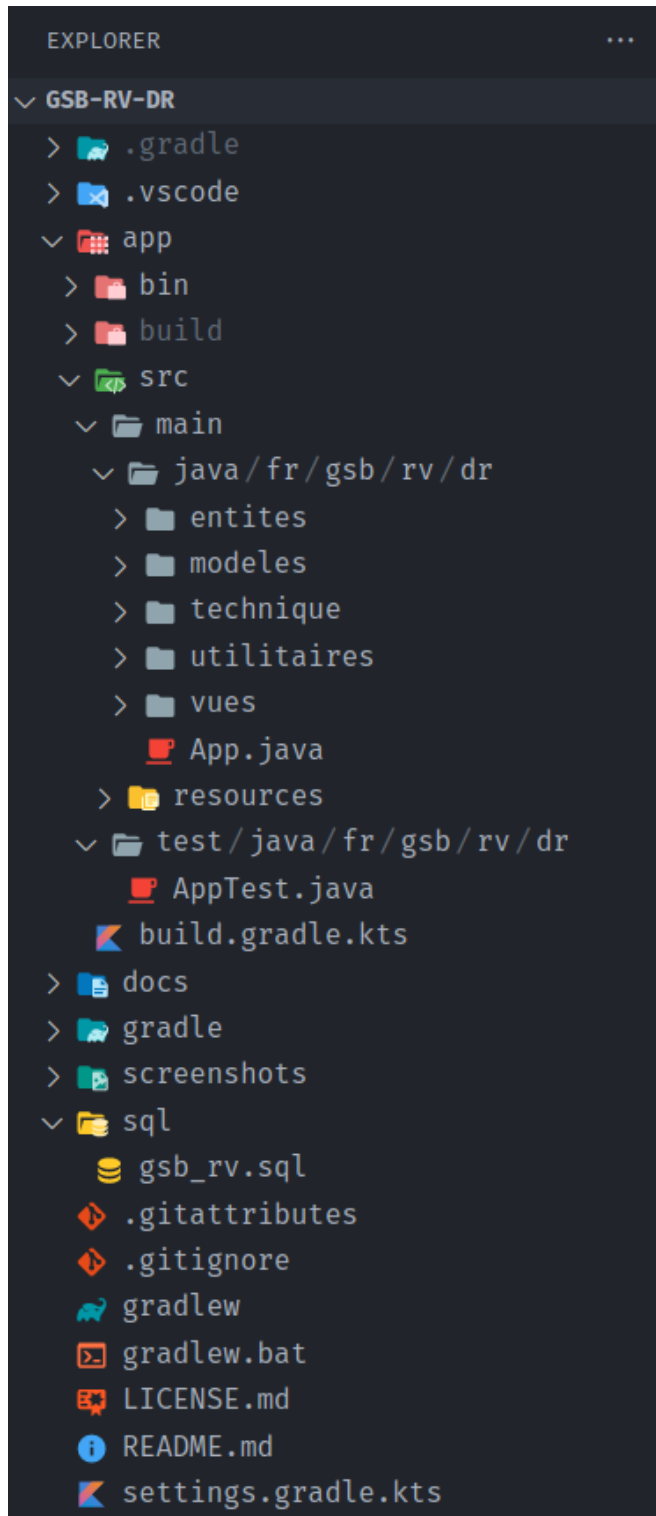 EXPLORER ...
GSB-RV-DR
.gradle
.vscode
app
bin
build
src
main
java/fr/gsb/rv/dr
entites
modeles
technique
utilitaires
vues
App.java
resources
test/java/fr/gsb/rv/dr
AppTest.java
build.gradle.kts
docs
gradle
screenshots
sql
gsb_rv.sql
.gitattributes
.gitignore
gradlew
gradlew.bat
LICENSE.md
README.md
settings.gradle.kts